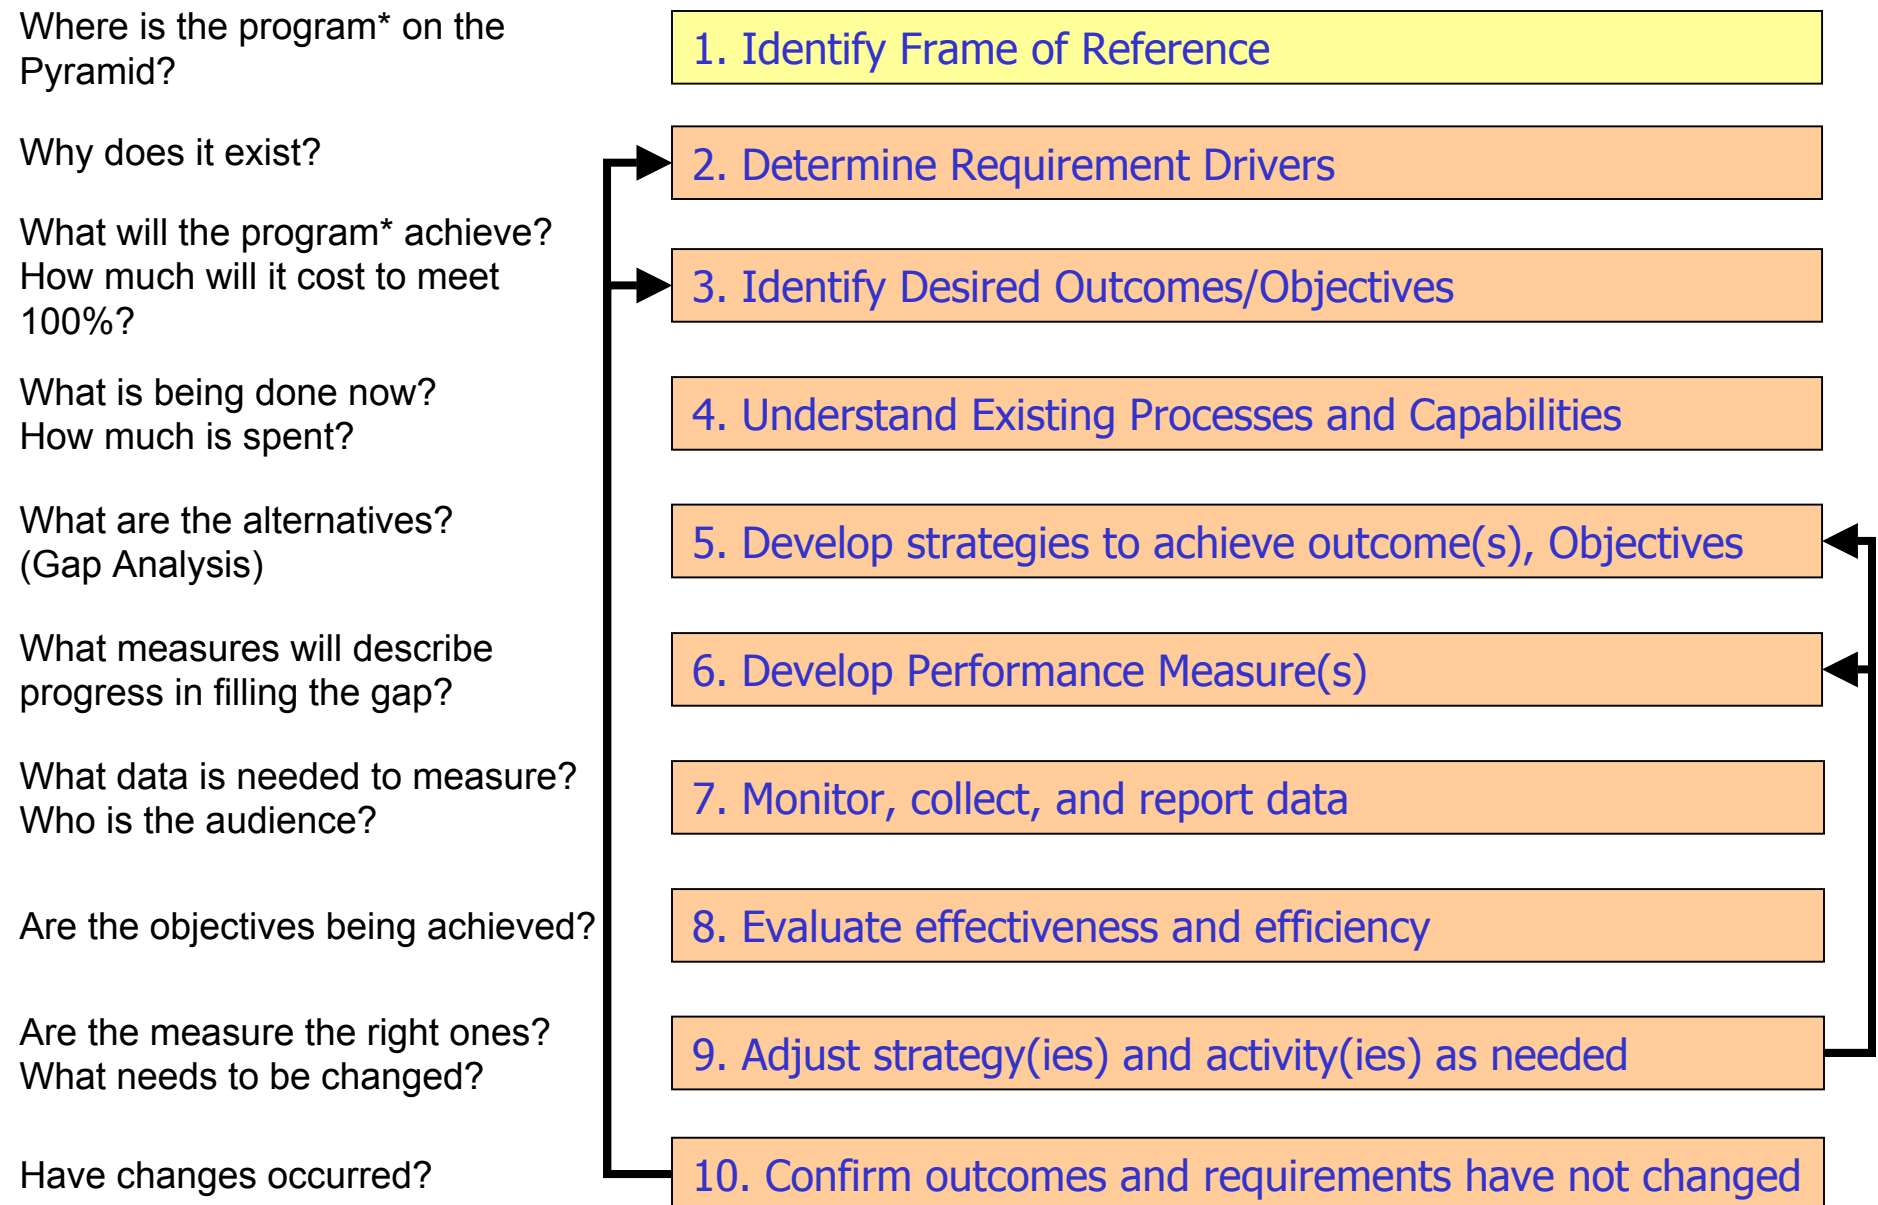 Where is the program* on the
Pyramid?
1. Identify Frame of Reference
Why does it exist?
2. Determine Requirement Drivers
What will the program* achieve?
How much will it cost to meet
100%?
3. Identify Desired Outcomes/Objectives
What is being done now?
How much is spent?
4. Understand Existing Processes and Capabilities
What are the alternatives?
(Gap Analysis)
5. Develop strategies to achieve outcome(s), Objectives
What measures will describe
progress in filling the gap?
6. Develop Performance Measure(s)
What data is needed to measure?
Who is the audience?
7. Monitor, collect, and report data
Are the objectives being achieved?
8. Evaluate effectiveness and efficiency
Are the measure the right ones?
What needs to be changed?
9. Adjust strategy(ies) and activity(ies) as needed
Have changes occurred?
10. Confirm outcomes and requirements have not changed